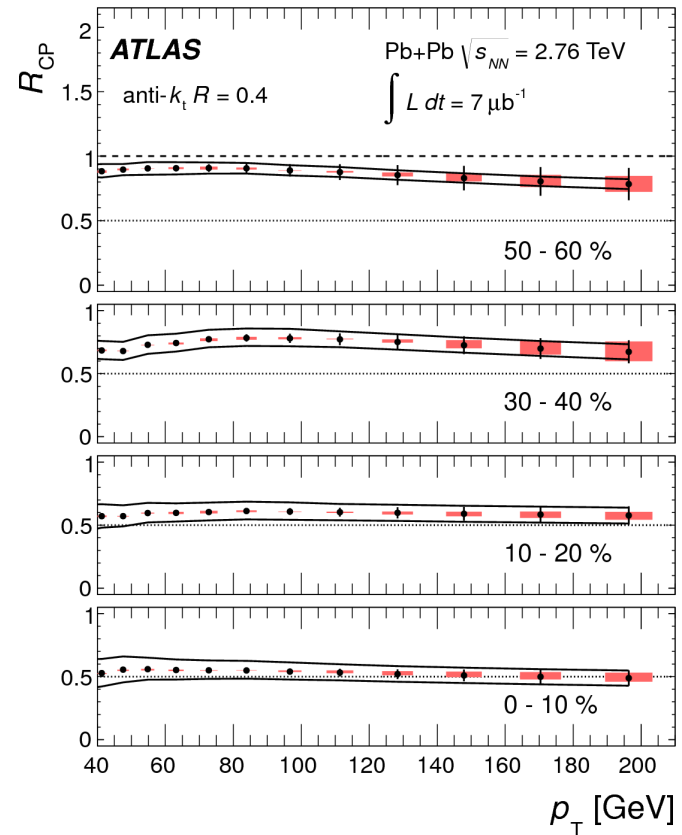 R_CP
2
ATLAS
Pb+Pb √s_NN = 2.76 TeV
1.5
anti-k_t R = 0.4
∫ L dt = 7 μb^-1
1
0.5
50 - 60 %
0
1
0.5
30 - 40 %
0
1
0.5
10 - 20 %
0
1
0.5
0 - 10 %
0
40 60 80 100 120 140 160 180 200
p_T [GeV]